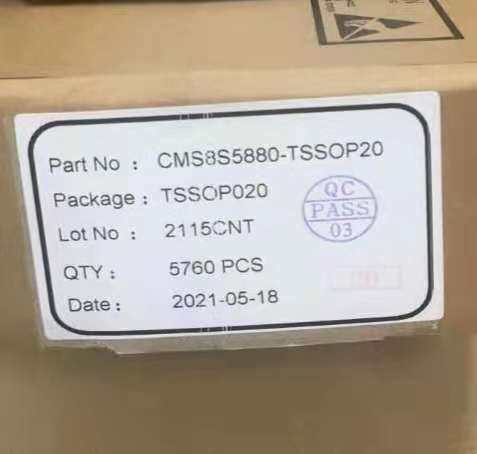 Part No : CMS8S5880-TSSOP20
Package : TSSOP020
Lot No : 2115CNT
QTY : 5760 PCS
Date : 2021-05-18
QC
PASS
03